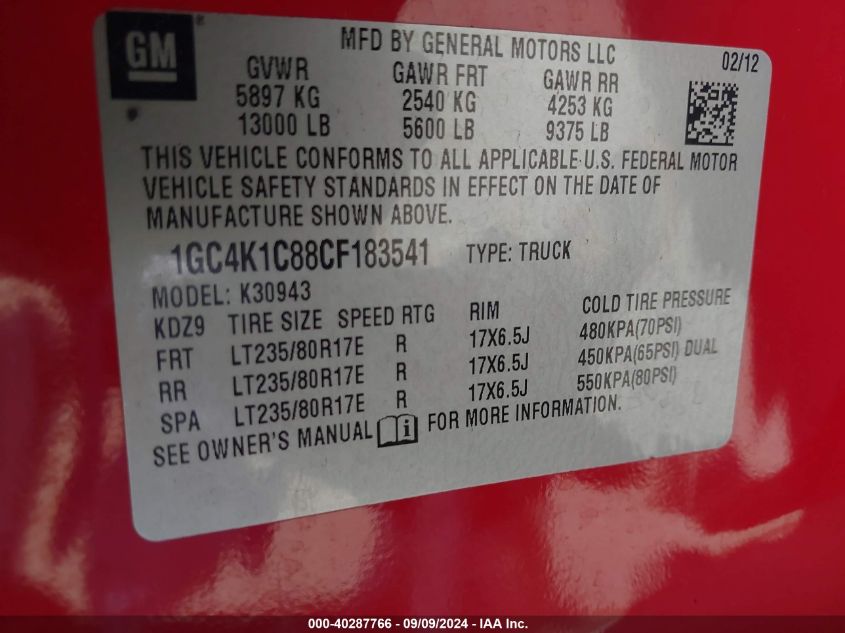 GM
MFD BY GENERAL MOTORS LLC
02/12
GVWR GAWR FRT GAWR RR
5897 KG 2540 KG 4253 KG
13000 LB 5600 LB 9375 LB
THIS VEHICLE CONFORMS TO ALL APPLICABLE U.S. FEDERAL MOTOR
VEHICLE SAFETY STANDARDS IN EFFECT ON THE DATE OF
MANUFACTURE SHOWN ABOVE.
1GC4K1C88CF183541 TYPE: TRUCK
MODEL: K30943
KDZ9 TIRE SIZE SPEED RTG RIM COLD TIRE PRESSURE
FRT LT235/80R17E R 17X6.5J 480KPA(70PSI)
RR LT235/80R17E R 17X6.5J 450KPA(65PSI) DUAL
SPA LT235/80R17E R 17X6.5J 550KPA(80PSI)
SEE OWNER'S MANUAL i FOR MORE INFORMATION.
000-40287766 - 09/09/2024 - IAA Inc.